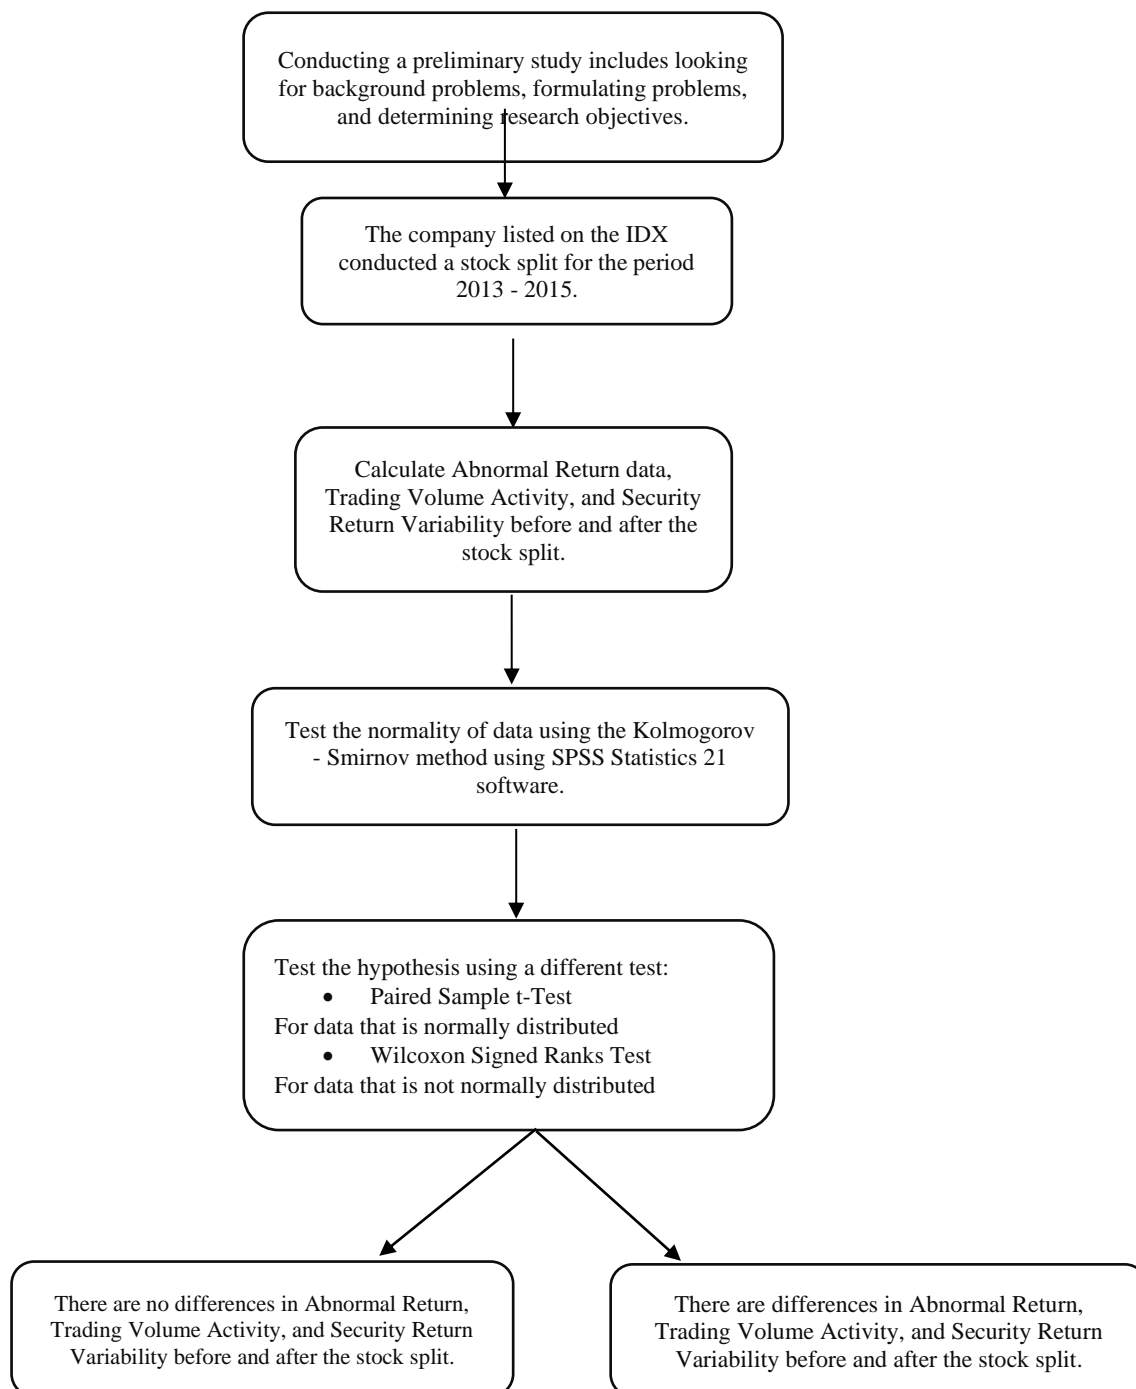 Conducting a preliminary study includes looking
for background problems, formulating problems,
and determining research objectives.
The company listed on the IDX
conducted a stock split for the period
2013 - 2015.
Calculate Abnormal Return data,
Trading Volume Activity, and Security
Return Variability before and after the
stock split.
Test the normality of data using the Kolmogorov
- Smirnov method using SPSS Statistics 21
software.
Test the hypothesis using a different test:
• Paired Sample t-Test
For data that is normally distributed
• Wilcoxon Signed Ranks Test
For data that is not normally distributed
There are no differences in Abnormal Return,
Trading Volume Activity, and Security Return
Variability before and after the stock split.
There are differences in Abnormal Return,
Trading Volume Activity, and Security Return
Variability before and after the stock split.